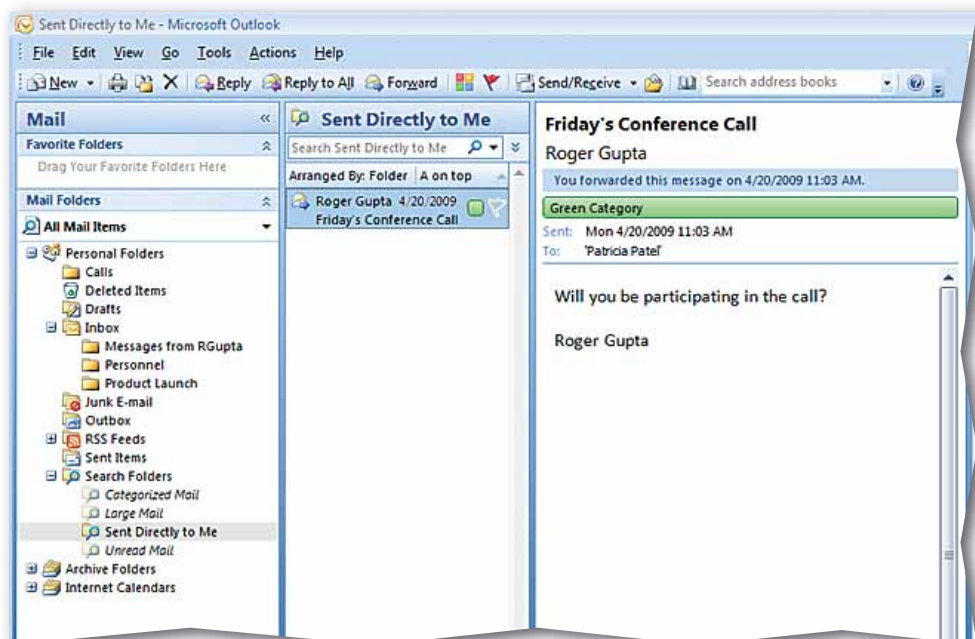 Sent Directly to Me - Microsoft Outlook
File Edit View Go Tools Actions Help
New Reply Reply to All Forward Send/Receive Search address books
Mail
Favorite Folders
Drag Your Favorite Folders Here
Mail Folders
All Mail Items
Personal Folders
Calls
Deleted Items
Drafts
Inbox
Messages from RGupta
Personnel
Product Launch
Junk E-mail
Outbox
RSS Feeds
Sent Items
Search Folders
Categorized Mail
Large Mail
Sent Directly to Me
Unread Mail
Archive Folders
Internet Calendars
Sent Directly to Me
Search Sent Directly to Me
Arranged By: Folder A on top
Roger Gupta 4/20/2009
Friday's Conference Call
Friday's Conference Call
Roger Gupta
You forwarded this message on 4/20/2009 11:03 AM.
Green Category
Sent: Mon 4/20/2009 11:03 AM
To: 'Patricia Patel'
Will you be participating in the call?
Roger Gupta